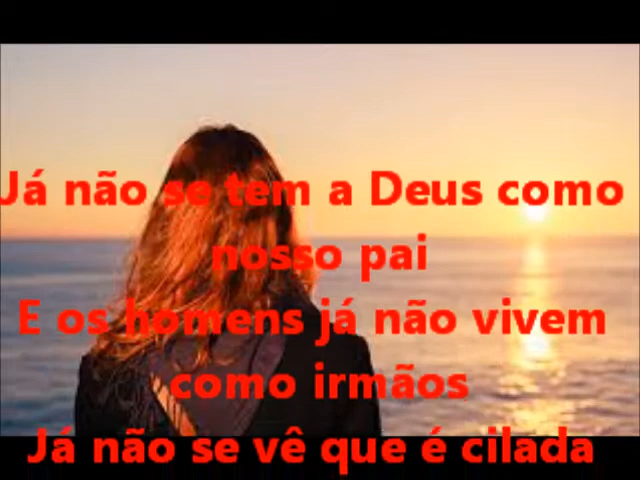 Já não se tem a Deus como
nosso pai
E os homens já não vivem
como irmãos
Já não se vê que é cilada